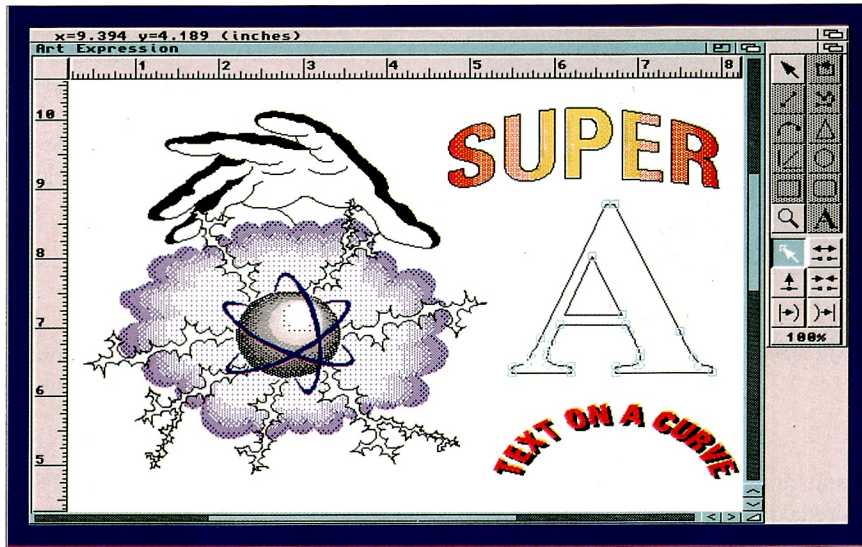 x=9.394 y=4.189 (inches)
Art Expression
1 2 3 4 5 6 7 8
10
9
8
7
6
5
SUPER
A
TEXT ON A CURVE
A
100%